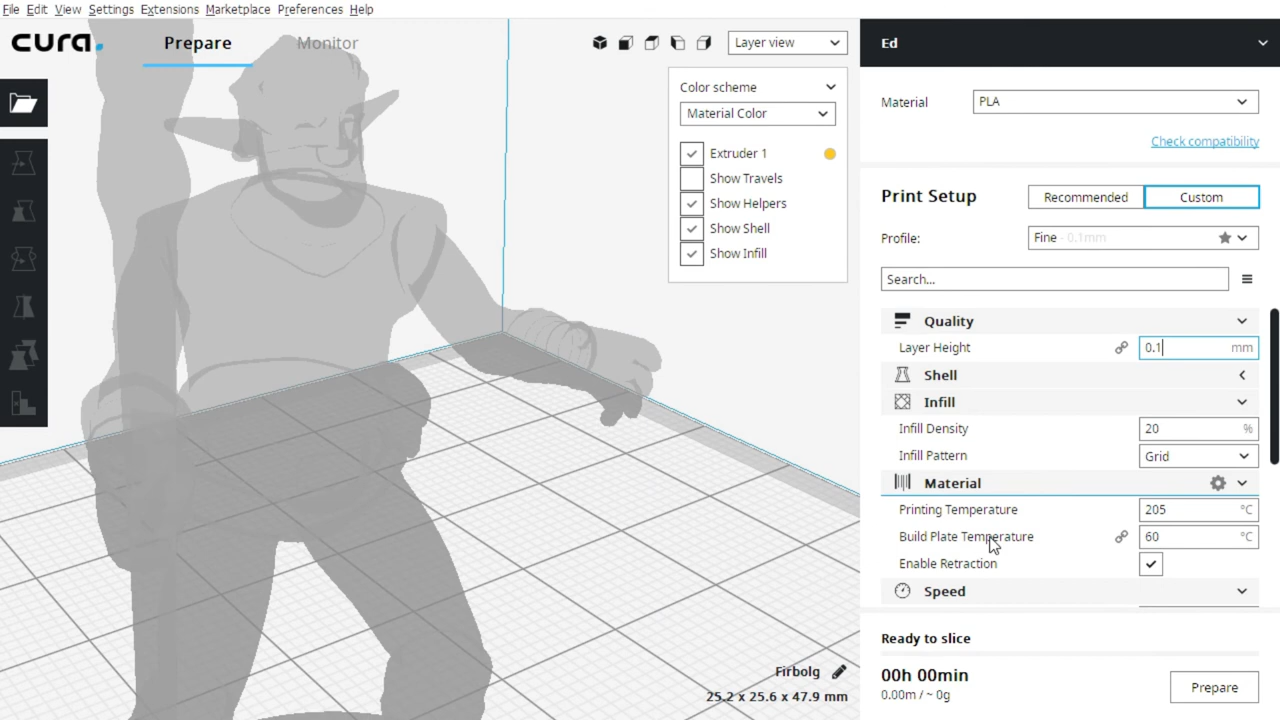 File Edit View Settings Extensions Marketplace Preferences Help
cura.
Prepare
Monitor
Layer view
Color scheme
Material Color
Extruder 1
Show Travels
Show Helpers
Show Shell
Show Infill
Firbolg
25.2 x 25.6 x 47.9 mm
Ed
Material PLA
Check compatibility
Print Setup Recommended Custom
Profile: Fine - 0.1mm
Search...
Quality
Layer Height 0.1 mm
Shell
Infill
Infill Density 20 %
Infill Pattern Grid
Material
Printing Temperature 205 °C
Build Plate Temperature 60 °C
Enable Retraction
Speed
Ready to slice
00h 00min
0.00m / ~ 0g
Prepare